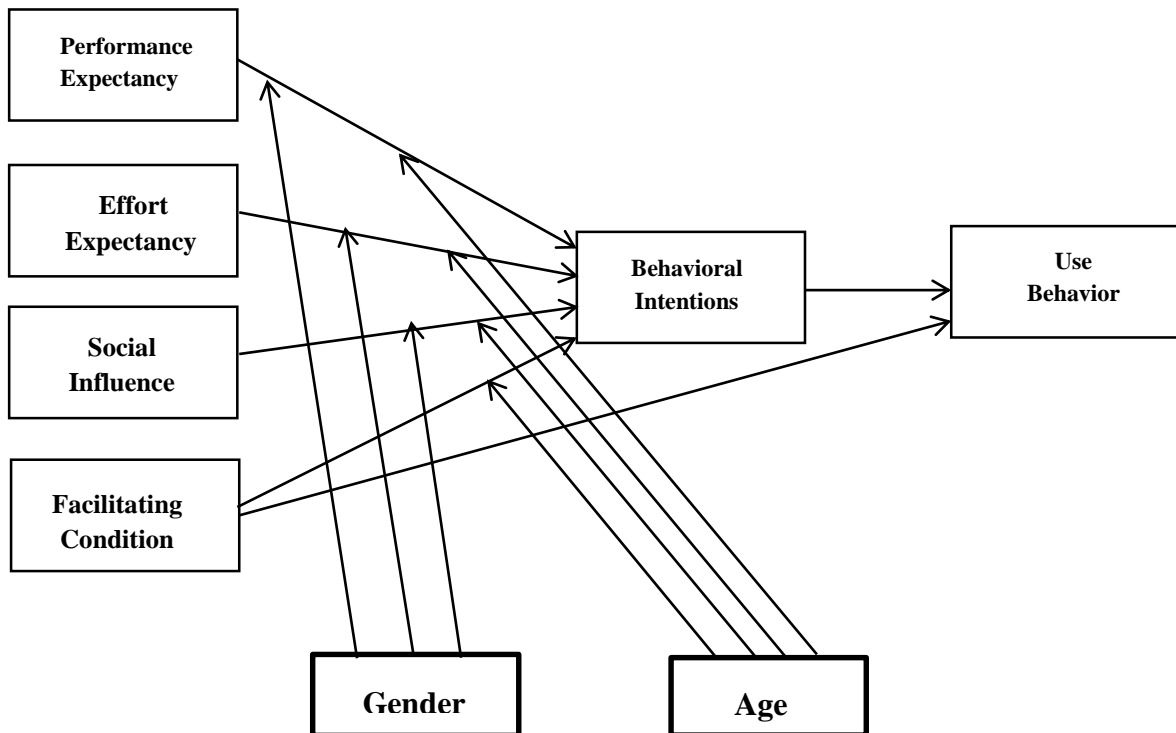 Performance
Expectancy
Effort
Expectancy
Social
Influence
Facilitating
Condition
Behavioral
Intentions
Use
Behavior
Gender
Age